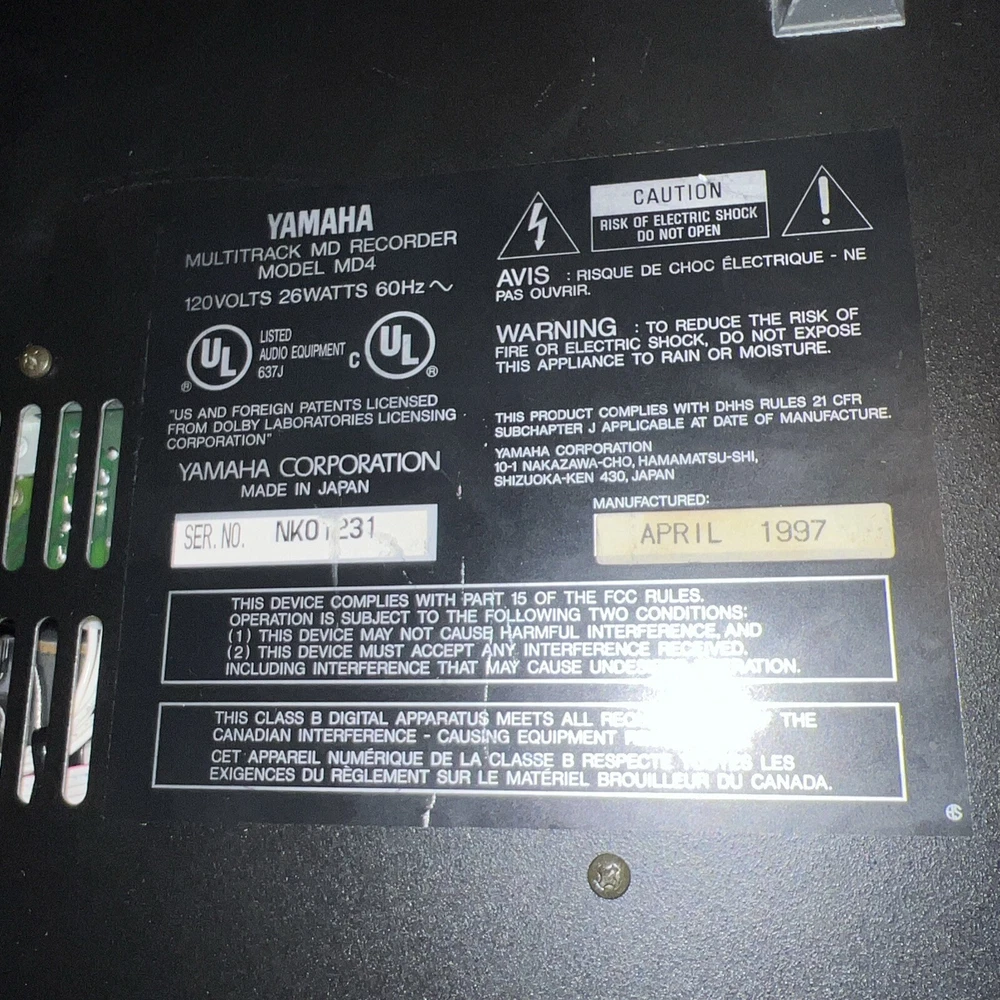 YAMAHA
MULTITRACK MD RECORDER
MODEL MD4
120VOLTS 26WATTS 60Hz ~
UL
®
LISTED
AUDIO EQUIPMENT
637J
C
UL
®
"US AND FOREIGN PATENTS LICENSED
FROM DOLBY LABORATORIES LICENSING
CORPORATION"
YAMAHA CORPORATION
MADE IN JAPAN
SER. NO.
CAUTION
RISK OF ELECTRIC SHOCK
DO NOT OPEN
AVIS : RISQUE DE CHOC ÉLECTRIQUE - NE
PAS OUVRIR.
WARNING : TO REDUCE THE RISK OF
FIRE OR ELECTRIC SHOCK, DO NOT EXPOSE
THIS APPLIANCE TO RAIN OR MOISTURE.
THIS PRODUCT COMPLIES WITH DHHS RULES 21 CFR
SUBCHAPTER J APPLICABLE AT DATE OF MANUFACTURE.
YAMAHA CORPORATION
10-1 NAKAZAWA-CHO, HAMAMATSU-SHI,
SHIZUOKA-KEN 430, JAPAN
MANUFACTURED:
APRIL 1997
THIS DEVICE COMPLIES WITH PART 15 OF THE FCC RULES.
OPERATION IS SUBJECT TO THE FOLLOWING TWO CONDITIONS:
(1) THIS DEVICE MAY NOT CAUSE HARMFUL INTERFERENCE, AND
(2) THIS DEVICE MUST ACCEPT ANY INTERFERENCE RECEIVED.
INCLUDING INTERFERENCE THAT MAY CAUSE
THIS CLASS B DIGITAL APPARATUS MEETS ALL THE
CANADIAN INTERFERENCE - CAUSING EQUIPMENT
CET APPAREIL NUMÉRIQUE DE LA CLASSE B RESPECTE LES
EXIGENCES DU RÈGLEMENT SUR LE MATÉRIEL BROUILLEUR DU CANADA.